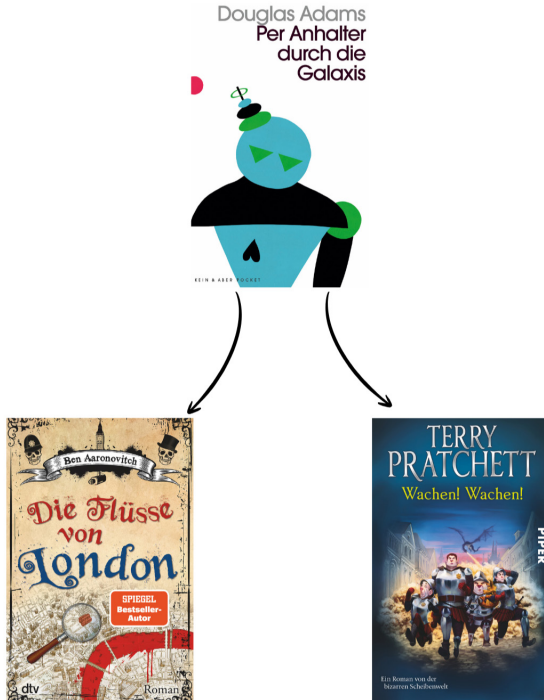 Douglas Adams
Per Anhalter
durch die
Galaxis
KEIN & ABER POCKET
Ben Aaronovitch
Die Flüsse
von
London
SPIEGEL
Bestseller-
Autor
dtv
Roman
TERRY
PRATCHETT
Wachen! Wachen!
PIPER
Ein Roman von der
bizarren Scheibenwelt